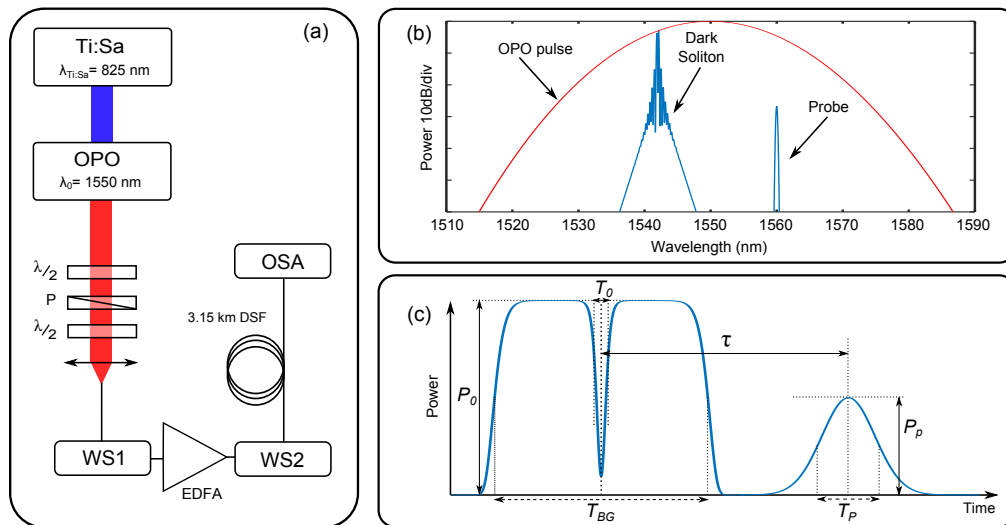 (a)
Ti:Sa
λTi:Sa= 825 nm
OPO
λ0= 1550 nm
λ/2
P
λ/2
OSA
3.15 km DSF
WS1
EDFA
WS2
(b)
OPO pulse
Dark
Soliton
Probe
Power 10dB/div
1510 1520 1530 1540 1550 1560 1570 1580 1590
Wavelength (nm)
(c)
T0
τ
Power
P0
Pp
TBG
TP
Time